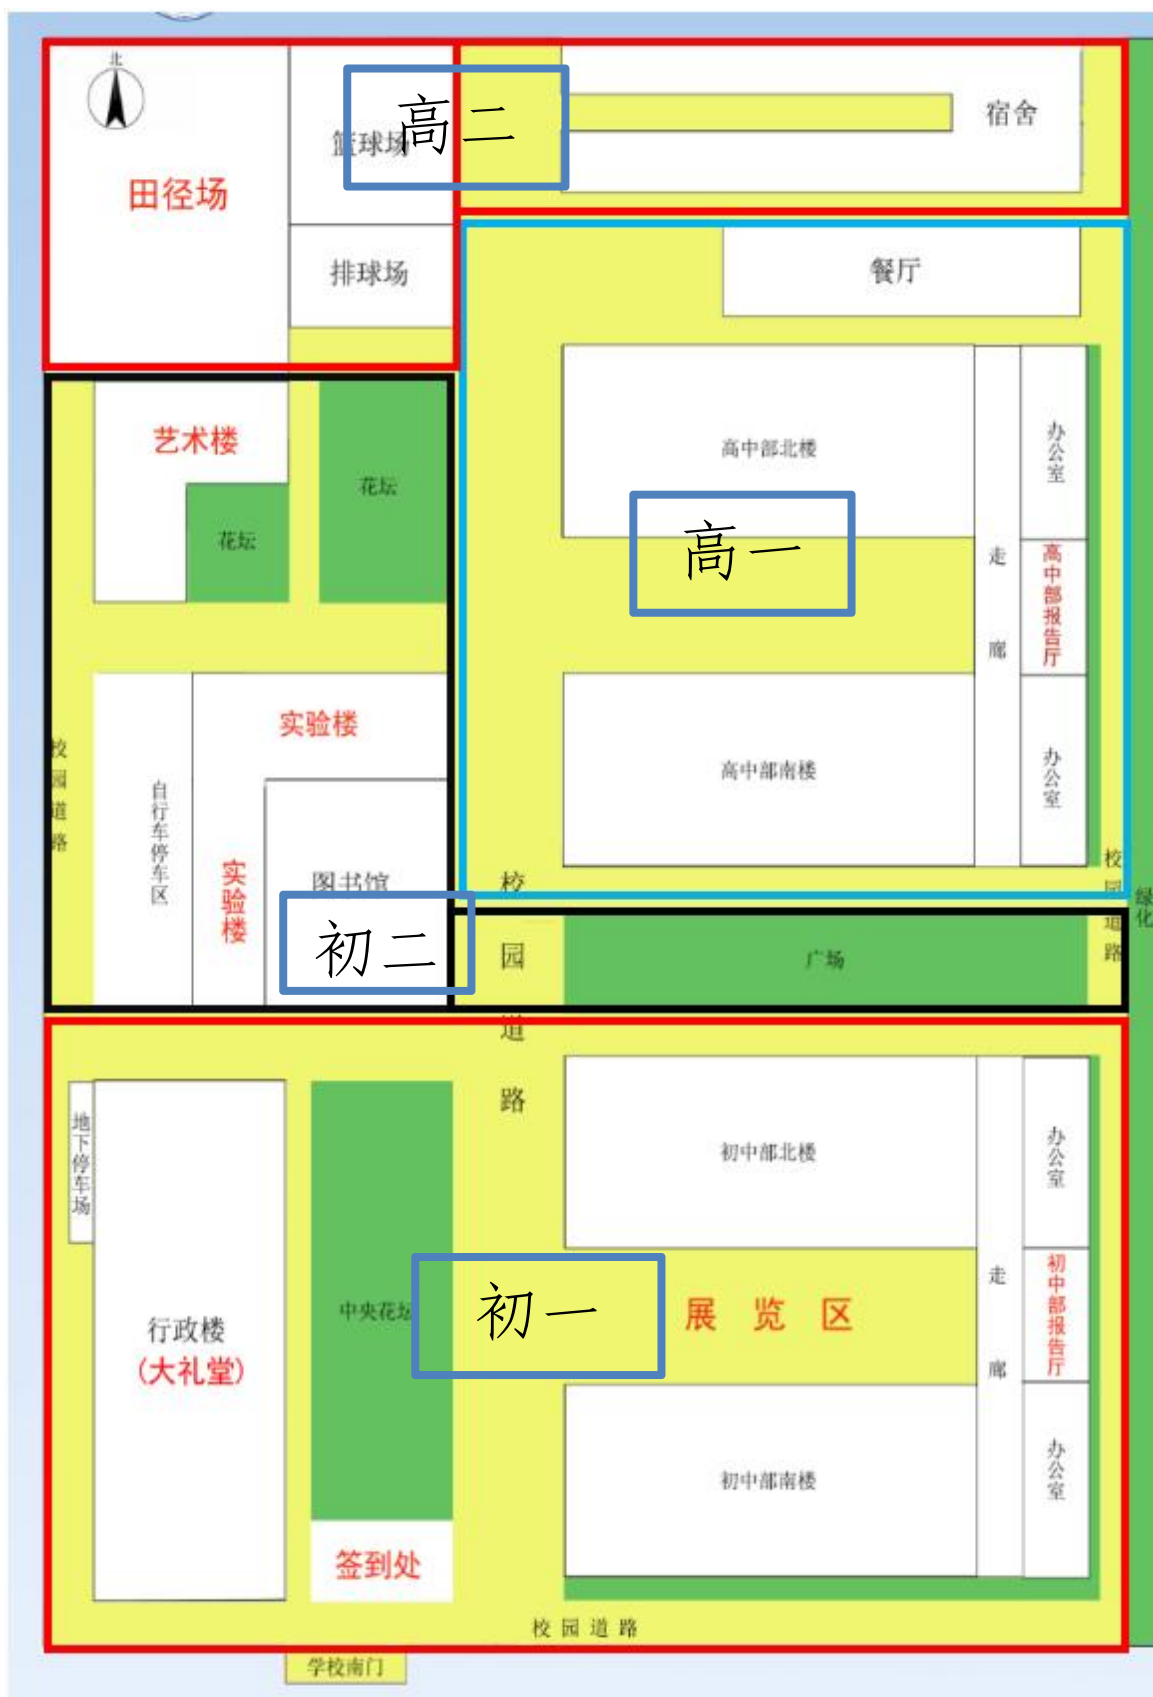 北
田径场
篮球场
高二
宿舍
排球场
餐厅
艺术楼
花坛
花坛
高中部北楼
办公室
高一
走廊
高中部报告厅
实验楼
高中部南楼
办公室
校园道路
自行车停车区
实验楼
图书馆
初二
校园道路
广场
校园道路
绿化
地下停车场
行政楼
(大礼堂)
中央花坛
初一
初中部北楼
办公室
展览区
走廊
初中部报告厅
初中部南楼
办公室
签到处
校园道路
学校南门